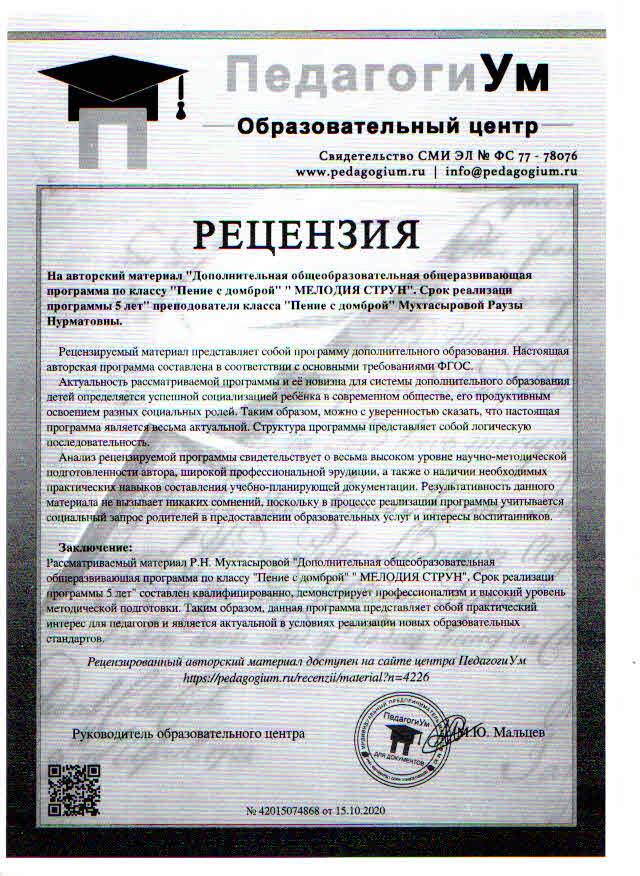 ПедагогиУм
Образовательный центр
Свидетельство СМИ ЭЛ № ФС 77 - 78076
www.pedagogium.ru | info@pedagogium.ru
РЕЦЕНЗИЯ
На авторский материал "Дополнительная общеобразовательная общеразвивающая
программа по классу "Пение с домброй" " МЕЛОДИЯ СТРУН". Срок реализаци
программы 5 лет" преподователя класса "Пение с домброй" Мухтасыровой Раузы
Нурматовны.
Рецензируемый материал представляет собой программу дополнительного образования. Настоящая
авторская программа составлена в соответствии с основными требованиями ФГОС.
Актуальность рассматриваемой программы и её новизна для системы дополнительного образования
детей определяется успешной социализацией ребёнка в современном обществе, его продуктивным
освоением разных социальных ролей. Таким образом, можно с уверенностью сказать, что настоящая
программа является весьма актуальной. Структура программы представляет собой логическую
последовательность.
Анализ рецензируемой программы свидетельствует о весьма высоком уровне научно-методической
подготовленности автора, широкой профессиональной эрудиции, а также о наличии необходимых
практических навыков составления учебно-планирующей документации. Результативность данного
материала не вызывает никаких сомнений, поскольку в процессе реализации программы учитывается
социальный запрос родителей в предоставлении образовательных услуг и интересы воспитанников.
Заключение:
Рассматриваемый материал Р.Н. Мухтасыровой "Дополнительная общеобразовательная
общеразвивающая программа по классу "Пение с домброй" " МЕЛОДИЯ СТРУН". Срок реализаци
программы 5 лет" составлен квалифицированно, демонстрирует профессионализм и высокий уровень
методической подготовки. Таким образом, данная программа представляет собой практический
интерес для педагогов и является актуальной в условиях реализации новых образовательных
стандартов.
Рецензированный авторский материал доступен на сайте центра ПедагогиУм
https://pedagogium.ru/recenzii/material?n=4226
Руководитель образовательного центра
М.Ю. Мальцев
ИНДИВИДУАЛЬНЫЙ ПРЕДПРИНИМАТЕЛЬ
ПедагогиУм
ДЛЯ ДОКУМЕНТОВ
№ 42015074868 от 15.10.2020